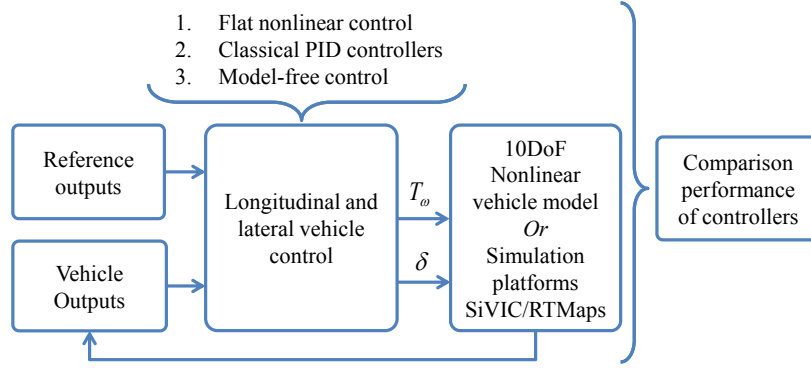 1. Flat nonlinear control
2. Classical PID controllers
3. Model-free control
Reference
outputs
Vehicle
Outputs
Longitudinal and
lateral vehicle
control
T_ω
δ
10DoF
Nonlinear
vehicle model
Or
Simulation
platforms
SiVIC/RTMaps
Comparison
performance
of controllers